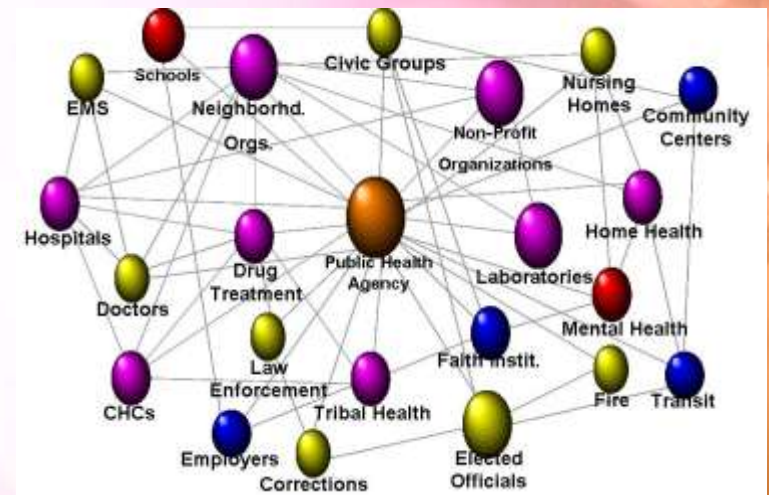 Schools
Civic Groups
EMS
Neighborhd.
Orgs.
Nursing
Homes
Community
Centers
Non-Profit
Organizations
Hospitals
Drug
Treatment
Public Health
Agency
Laboratories
Home Health
Doctors
Mental Health
Law
Enforcement
Faith Instit.
CHCs
Tribal Health
Fire
Transit
Employers
Corrections
Elected
Officials